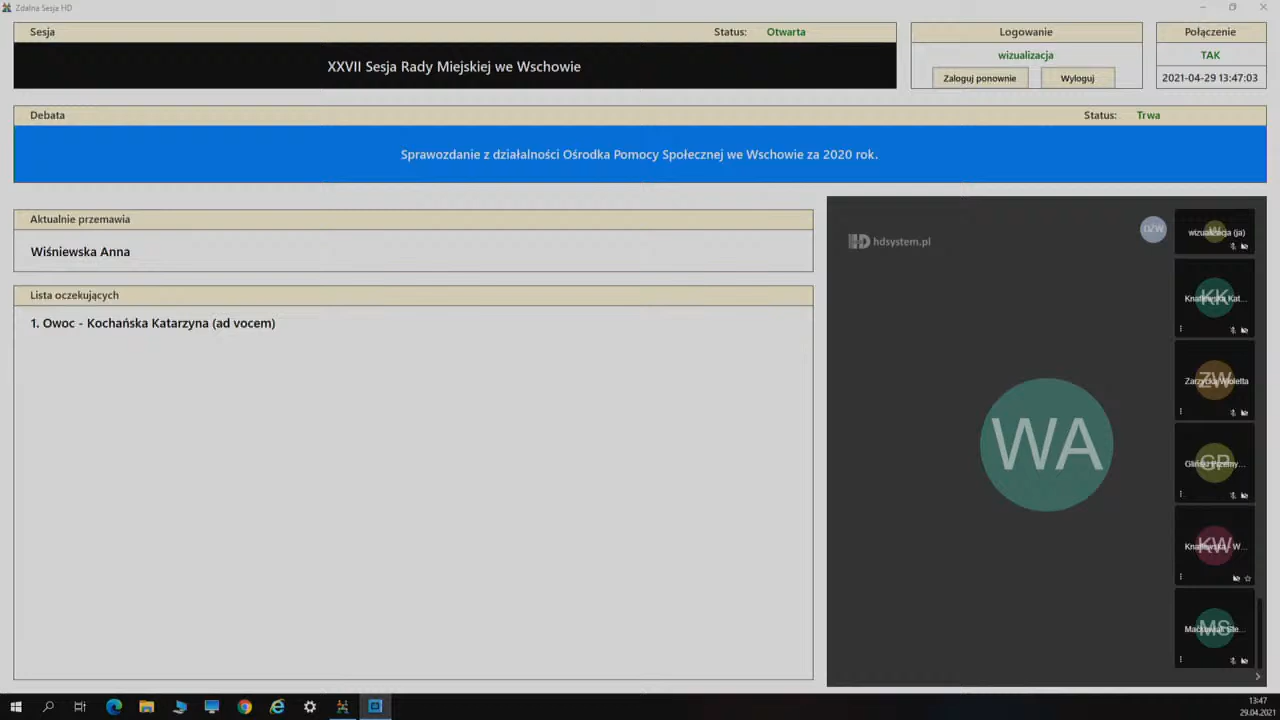 Zdalna Sesja HD
Sesja
Status: Otwarta
XXVII Sesja Rady Miejskiej we Wschowie
Logowanie
wizualizacja
Zaloguj ponownie
Wyloguj
Połączenie
TAK
2021-04-29 13:47:03
Debata
Status: Trwa
Sprawozdanie z działalności Ośrodka Pomocy Społecznej we Wschowie za 2020 rok.
Aktualnie przemawia
Wiśniewska Anna
Lista oczekujących
1. Owoc - Kochańska Katarzyna (ad vocem)
HD hdsystem.pl
WA
wizualizacja (ja)
KK
ZW
Zarzycka Wioletta
GP
KW
MS
13:47
29.04.2021